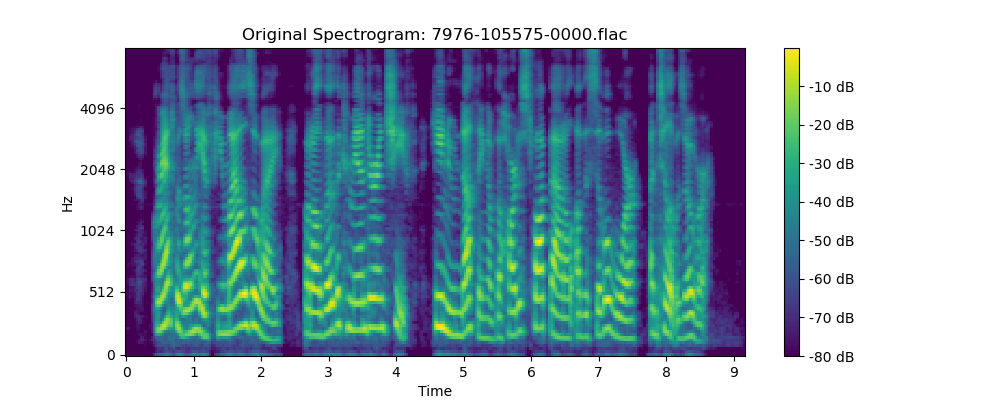 Original Spectrogram: 7976-105575-0000.flac
Hz
4096
2048
1024
512
0
0 1 2 3 4 5 6 7 8 9
Time
-10 dB
-20 dB
-30 dB
-40 dB
-50 dB
-60 dB
-70 dB
-80 dB